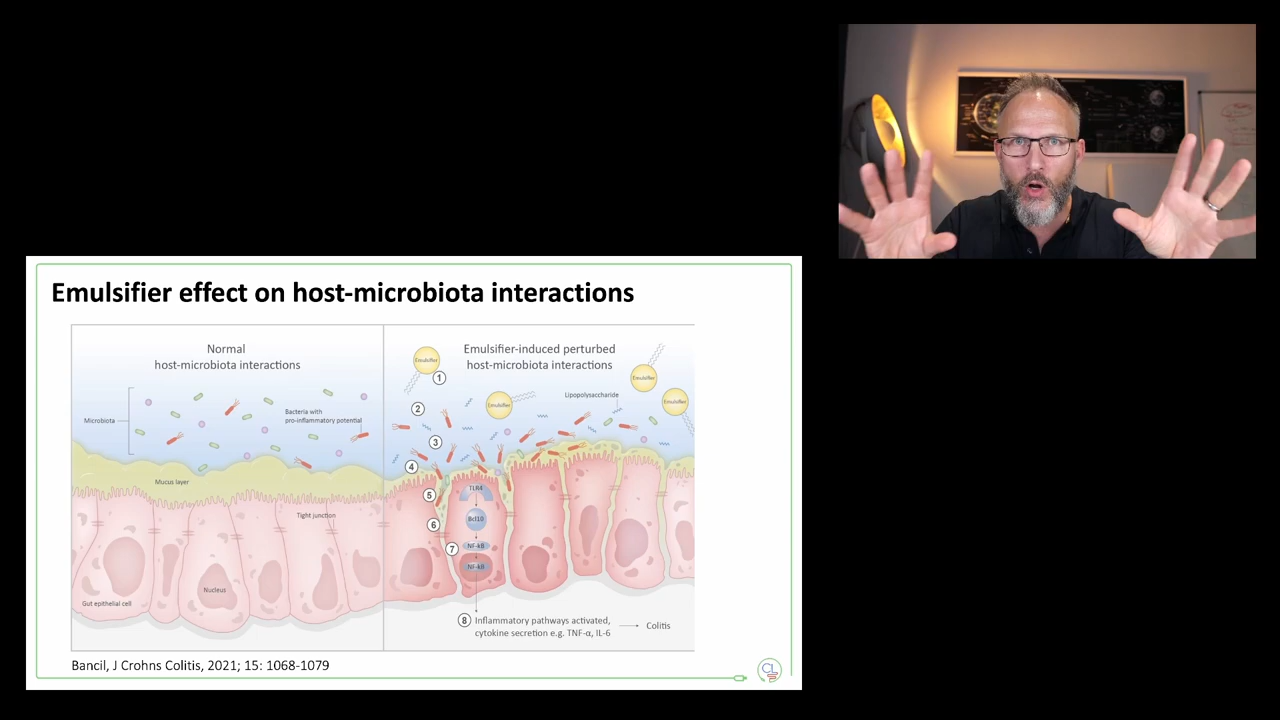 Emulsifier effect on host-microbiota interactions
Normal
host-microbiota interactions
Microbiota
Bacteria with
pro-inflammatory potential
Mucus layer
Tight junction
Nucleus
Gut epithelial cell
Emulsifier-induced perturbed
host-microbiota interactions
Emulsifier
1
Emulsifier
Emulsifier
Emulsifier
Lipopolysaccharide
2
3
4
5
6
7
TLR4
Bcl10
NF-kB
NF-kB
8 Inflammatory pathways activated,
cytokine secretion e.g. TNF-α, IL-6
Colitis
Bancil, J Crohns Colitis, 2021; 15: 1068-1079
CL